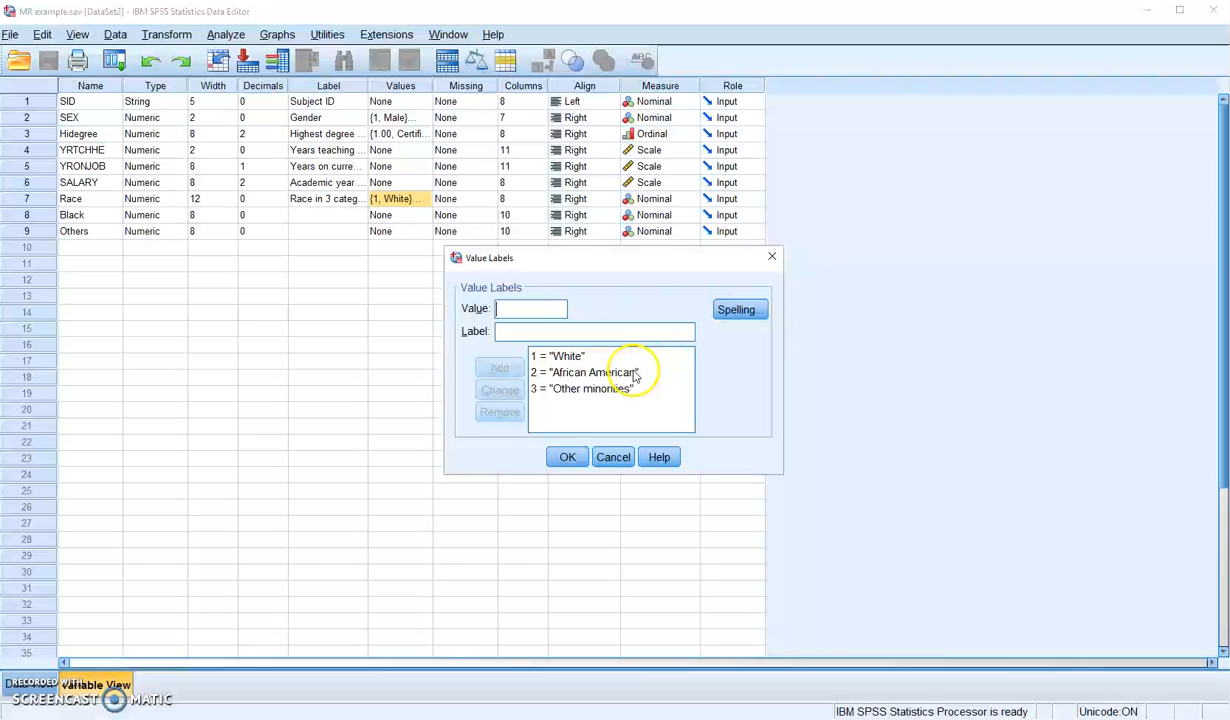 MR example.sav [DataSet2] - IBM SPSS Statistics Data Editor
File Edit View Data Transform Analyze Graphs Utilities Extensions Window Help
Name Type Width Decimals Label Values Missing Columns Align Measure Role
1 SID String 5 0 Subject ID None None 8 Left Nominal Input
2 SEX Numeric 2 0 Gender {1, Male}... None 7 Right Nominal Input
3 Hidegree Numeric 8 2 Highest degree ... {1.00, Certifi... None 8 Right Ordinal Input
4 YRTCHHE Numeric 2 0 Years teaching ... None None 11 Right Scale Input
5 YRONJOB Numeric 8 1 Years on curre... None None 11 Right Scale Input
6 SALARY Numeric 8 2 Academic year ... None None 8 Right Scale Input
7 Race Numeric 12 0 Race in 3 categ... {1, White}... None 8 Right Nominal Input
8 Black Numeric 8 0 None None 10 Right Nominal Input
9 Others Numeric 8 0 None None 10 Right Nominal Input
10
11
12
13
14
15
16
17
18
19
20
21
22
23
24
25
26
27
28
29
30
31
32
33
34
35
Value Labels
Value Labels
Value:
Spelling...
Label:
1 = "White"
Add
2 = "African American"
3 = "Other minorities"
Change
Remove
OK Cancel Help
Variable View
RECORDED WITH
SCREENCAST MATIC
IBM SPSS Statistics Processor is ready Unicode:ON